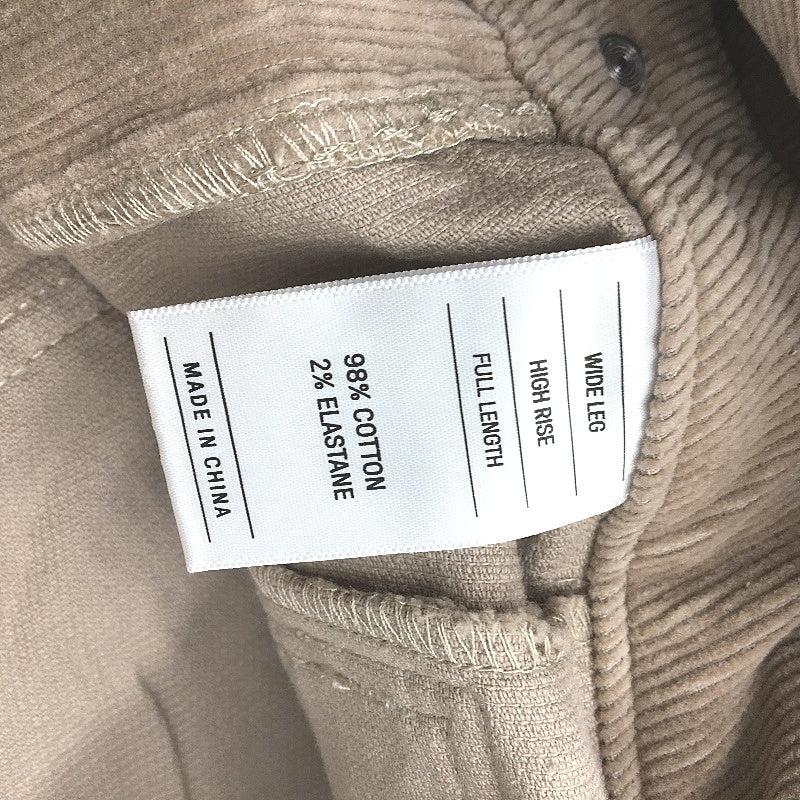 WIDE LEG
HIGH RISE
FULL LENGTH
98% COTTON
2% ELASTANE
MADE IN CHINA